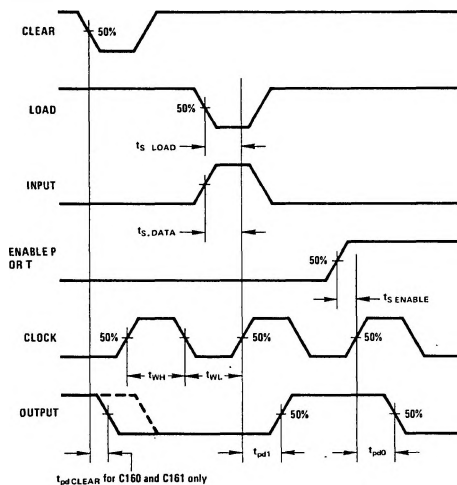 CLEAR
50%
LOAD
50%
tS LOAD
INPUT
tS, DATA
ENABLE P
OR T
50%
tS ENABLE
CLOCK
50%
50%
50%
tWH
tWL
OUTPUT
50%
50%
tpd CLEAR for C160 and C161 only
tpd1
tpd0